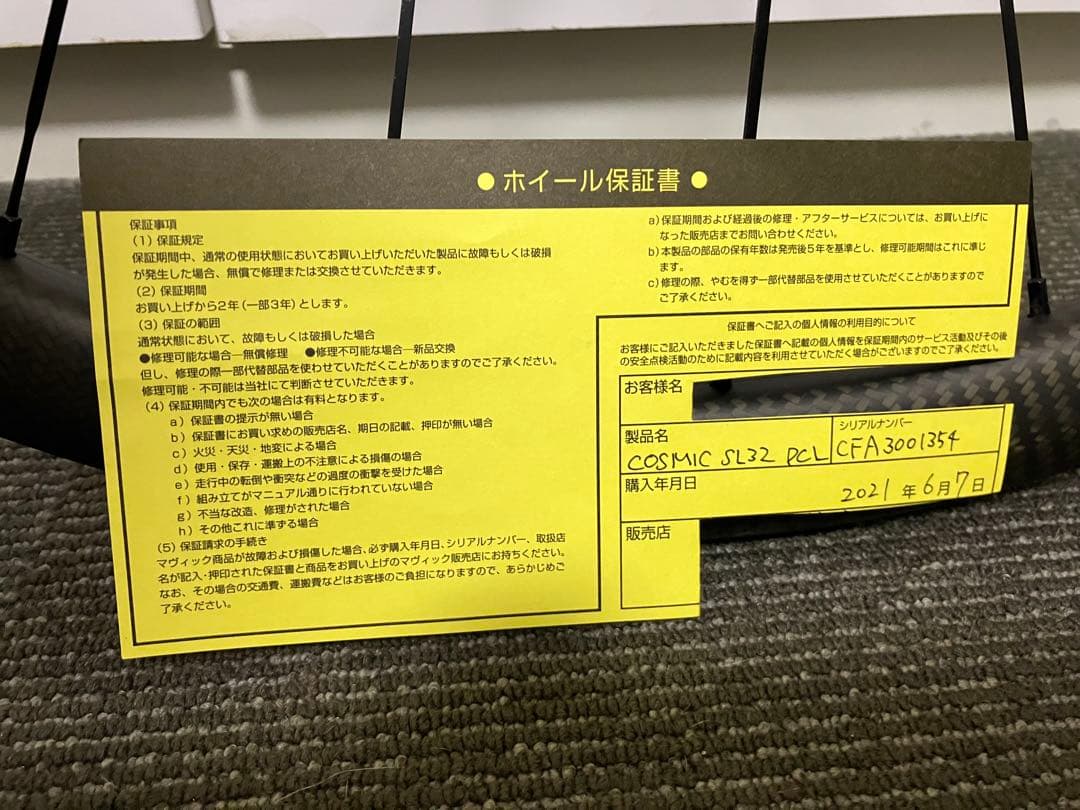 ● ホイール保証書 ●
保証事項
(1) 保証規定
保証期間中、通常の使用状態においてお買い上げいただいた製品に故障もしくは破損
が発生した場合、無償で修理または交換させていただきます。
(2) 保証期間
お買い上げから2年(一部3年)とします。
(3) 保証の範囲
通常状態において、故障もしくは破損した場合
●修理可能な場合―無償修理 ●修理不可能な場合―新品交換
但し、修理の際一部代替部品を使わせていただくことがありますのでご了承ください。
修理可能・不可能は当社にて判断させていただきます。
(4) 保証期間内でも次の場合は有料となります。
a) 保証書の提示が無い場合
b) 保証書にお買い求めの販売店名、期日の記載、押印が無い場合
c) 火災・天災・地変による場合
d) 使用・保存・運搬上の不注意による損傷の場合
e) 走行中の転倒や衝突などの過度の衝撃を受けた場合
f) 組み立てがマニュアル通りに行われていない場合
g) 不当な改造、修理がされた場合
h) その他これに準ずる場合
(5) 保証請求の手続き
マヴィック商品が故障および損傷した場合、必ず購入年月日、シリアルナンバー、取扱店
名が記入・押印された保証書と商品をお買い上げのマヴィック販売店にお持ちください。
なお、その場合の交通費、運搬費などはお客様のご負担になりますので、あらかじめご
了承ください。
a)保証期間および経過後の修理・アフターサービスについては、お買い上げに
なった販売店までお問い合わせください。
b)本製品の部品の保有年数は発売後5年を基準とし、修理可能期間はこれに準じ
ます。
c)修理の際、やむを得ず一部代替部品を使用させていただくことがありますので
ご了承ください。
保証書へご記入の個人情報の利用目的について
お客様にご記入いただきました保証書へ記載の個人情報を保証期間内のサービス活動及びその後
の安全点検活動のために記載内容を利用させていただく場合がございますのでご了承ください。
お客様名
製品名 シリアルナンバー
COSMIC SL32 DCL CFA3001354
購入年月日 2021 年 6月 7日
販売店